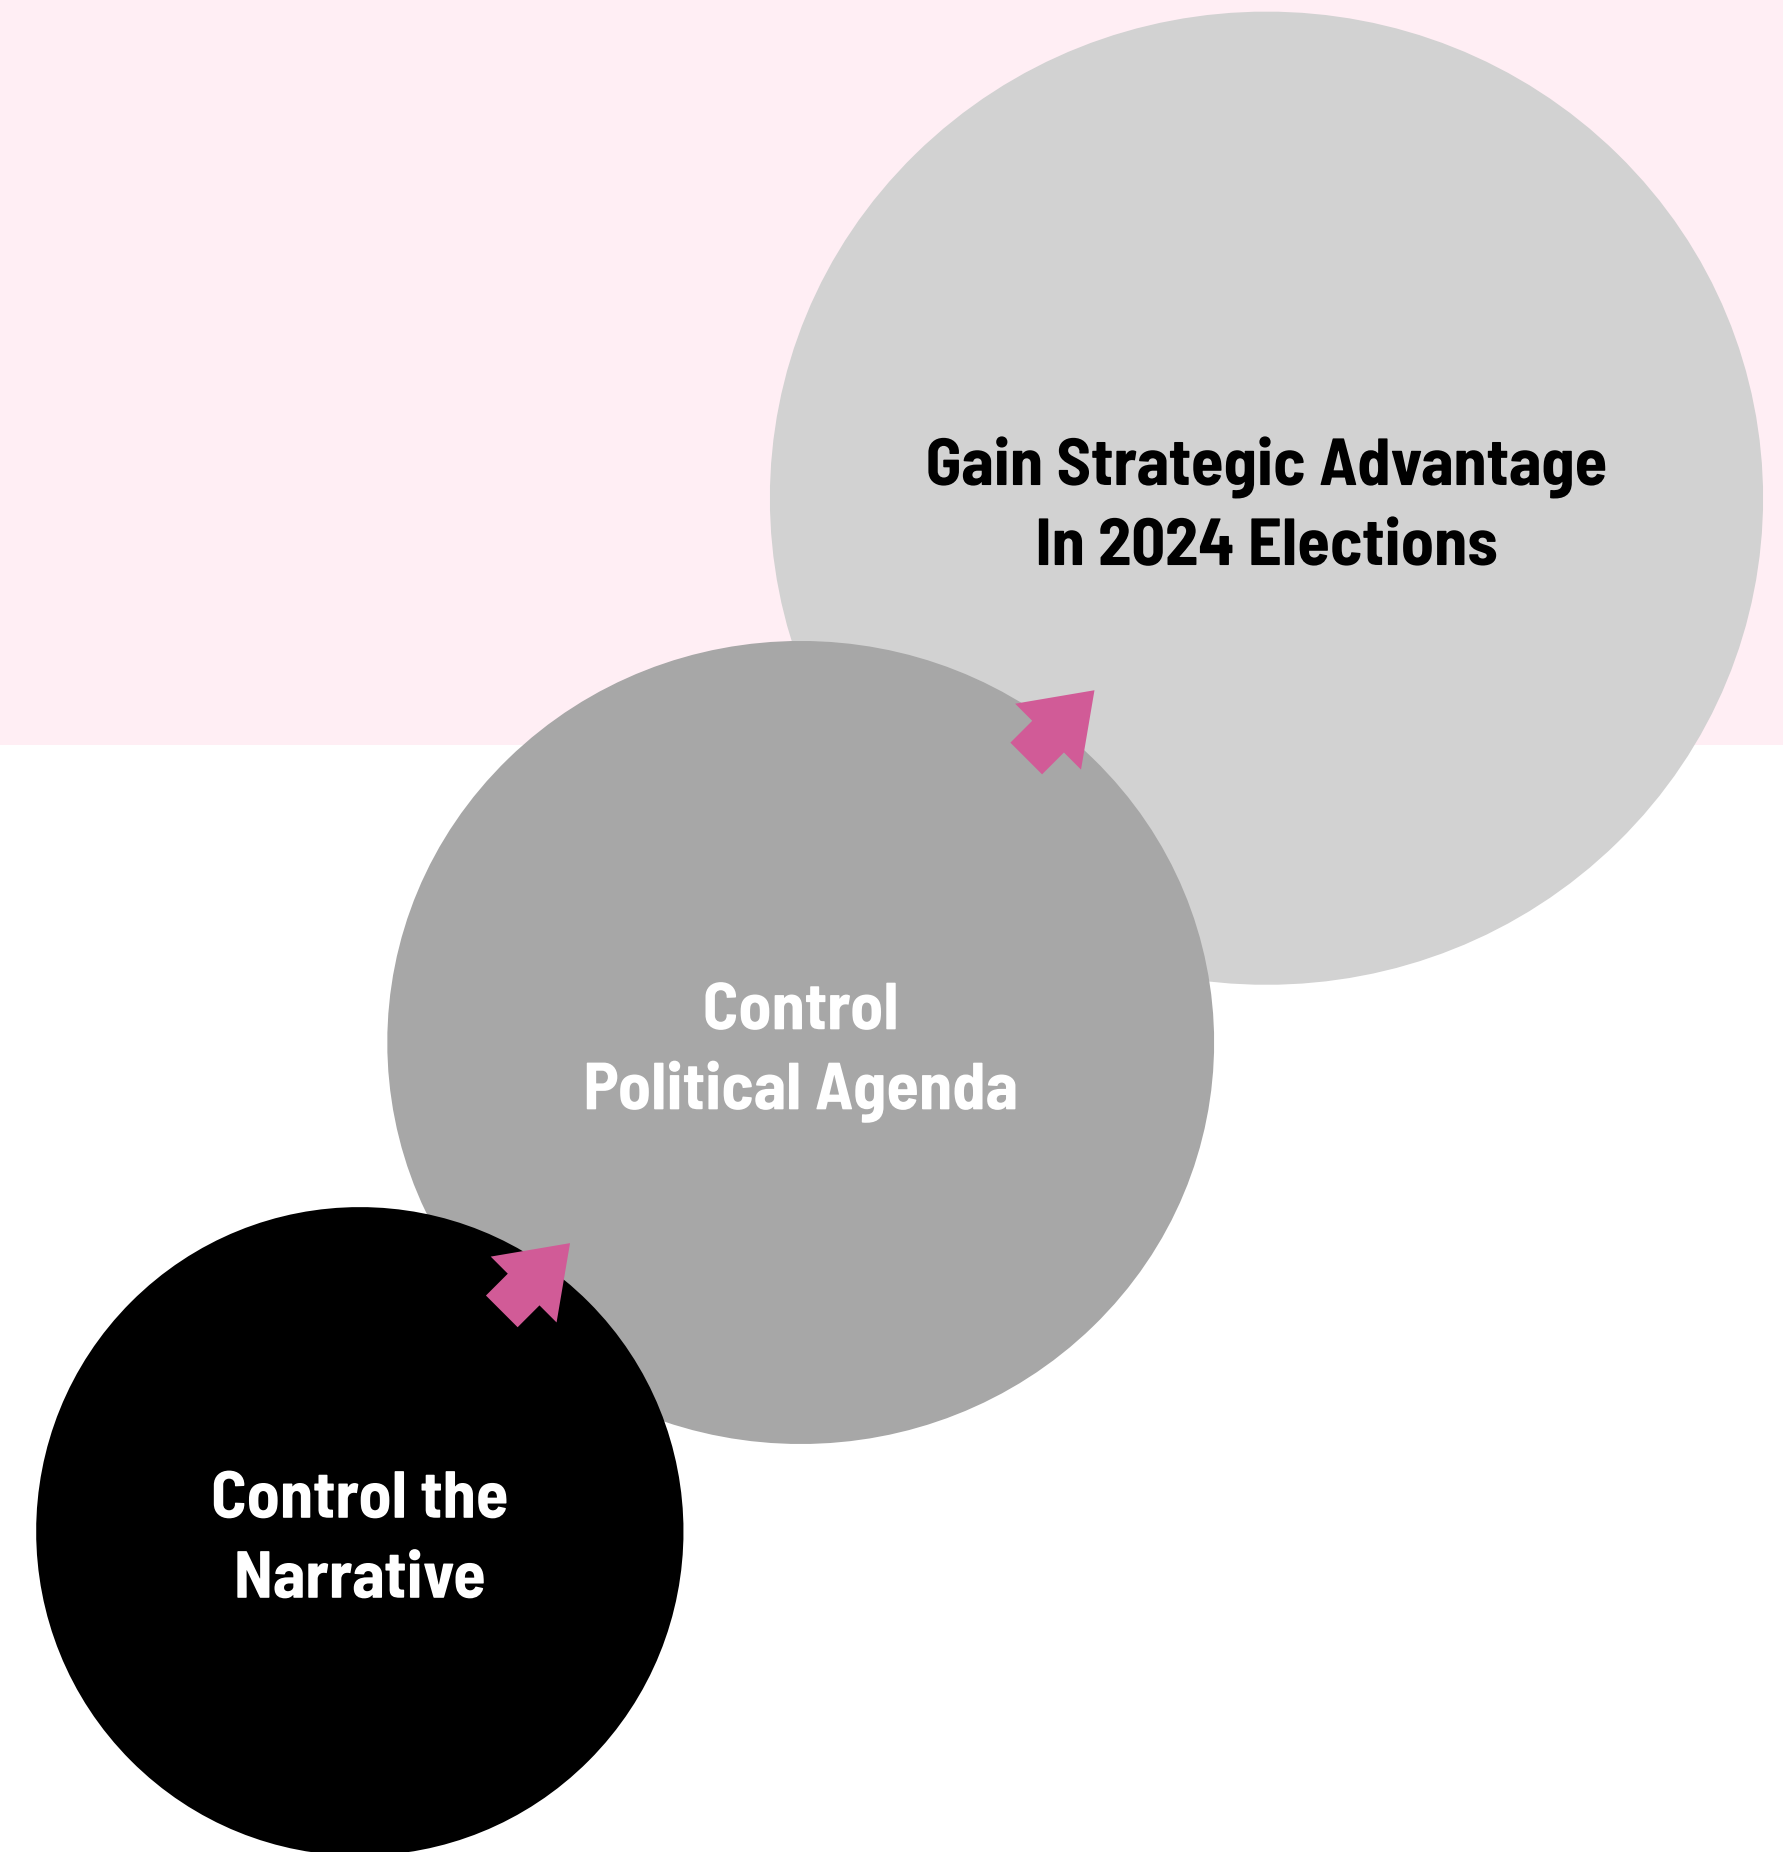 Gain Strategic Advantage
In 2024 Elections
Control
Political Agenda
Control the
Narrative